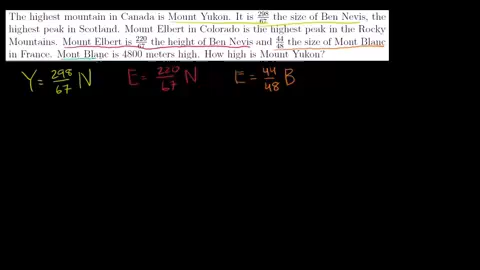 The highest mountain in Canada is Mount Yukon. It is 298/67 the size of Ben Nevis, the
highest peak in Scotland. Mount Elbert in Colorado is the highest peak in the Rocky
Mountains. Mount Elbert is 220/67 the height of Ben Nevis and 44/48 the size of Mont Blanc
in France. Mont Blanc is 4800 meters high. How high is Mount Yukon?
Y = 298/67 N E = 220/67 N E = 44/48 B